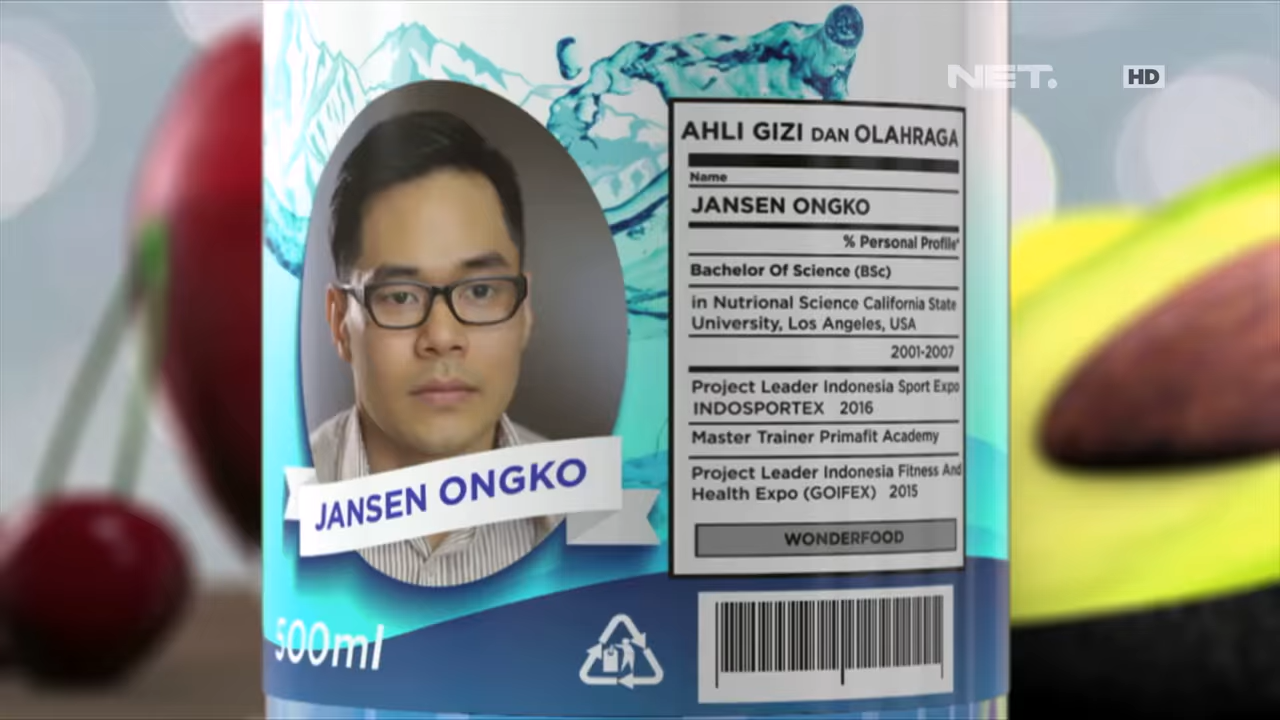 NET. HD
AHLI GIZI DAN OLAHRAGA
Name
JANSEN ONGKO
% Personal Profile*
Bachelor Of Science (BSc)
in Nutrional Science California State
University, Los Angeles, USA
2001-2007
Project Leader Indonesia Sport Expo
INDOSPORTEX 2016
Master Trainer Primafit Academy
Project Leader Indonesia Fitness And
Health Expo (GOIFEX) 2015
WONDERFOOD
JANSEN ONGKO
500ml